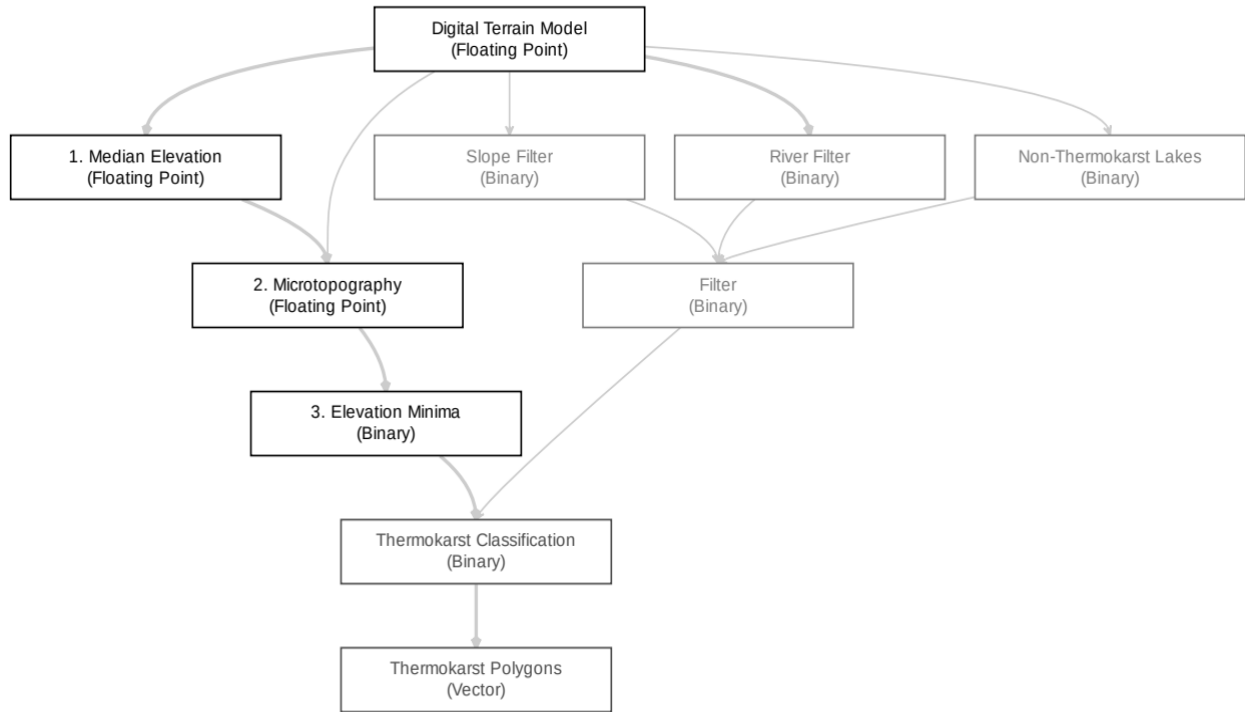 Digital Terrain Model
(Floating Point)
1. Median Elevation
(Floating Point)
Slope Filter
(Binary)
River Filter
(Binary)
Non-Thermokarst Lakes
(Binary)
2. Microtopography
(Floating Point)
Filter
(Binary)
3. Elevation Minima
(Binary)
Thermokarst Classification
(Binary)
Thermokarst Polygons
(Vector)